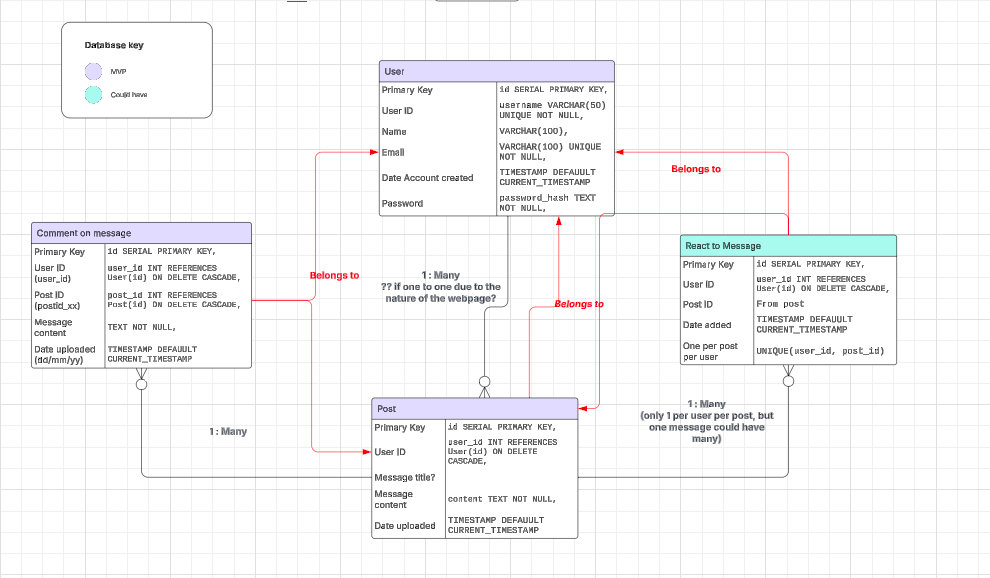 Database key
MVP
Could have
User
Primary Key
id SERIAL PRIMARY KEY,
User ID
username VARCHAR(50)
UNIQUE NOT NULL,
Name
VARCHAR(100),
Email
VARCHAR(100) UNIQUE
NOT NULL,
Date Account created
TIMESTAMP DEFAUULT
CURRENT_TIMESTAMP
Password
password_hash TEXT
NOT NULL,
Belongs to
Comment on message
Primary Key
id SERIAL PRIMARY KEY,
User ID
(user_id)
user_id INT REFERENCES
User(id) ON DELETE CASCADE,
Post ID
(postid_xx)
post_id INT REFERENCES
Post(id) ON DELETE CASCADE,
Message
content
TEXT NOT NULL,
Date uploaded
(dd/mm/yy)
TIMESTAMP DEFAUULT
CURRENT_TIMESTAMP
Belongs to
1 : Many
?? if one to one due to the
nature of the webpage?
Belongs to
React to Message
Primary Key
id SERIAL PRIMARY KEY,
User ID
user_id INT REFERENCES
User(id) ON DELETE CASCADE,
Post ID
From post
Date added
TIMESTAMP DEFAUULT
CURRENT_TIMESTAMP
One per post
per user
UNIQUE(user_id, post_id)
1 : Many
1 : Many
(only 1 per user per post, but
one message could have
many)
Post
Primary Key
id SERIAL PRIMARY KEY,
User ID
user_id INT REFERENCES
User(id) ON DELETE
CASCADE,
Message title?
Message
content
content TEXT NOT NULL,
Date uploaded
TIMESTAMP DEFAUULT
CURRENT_TIMESTAMP